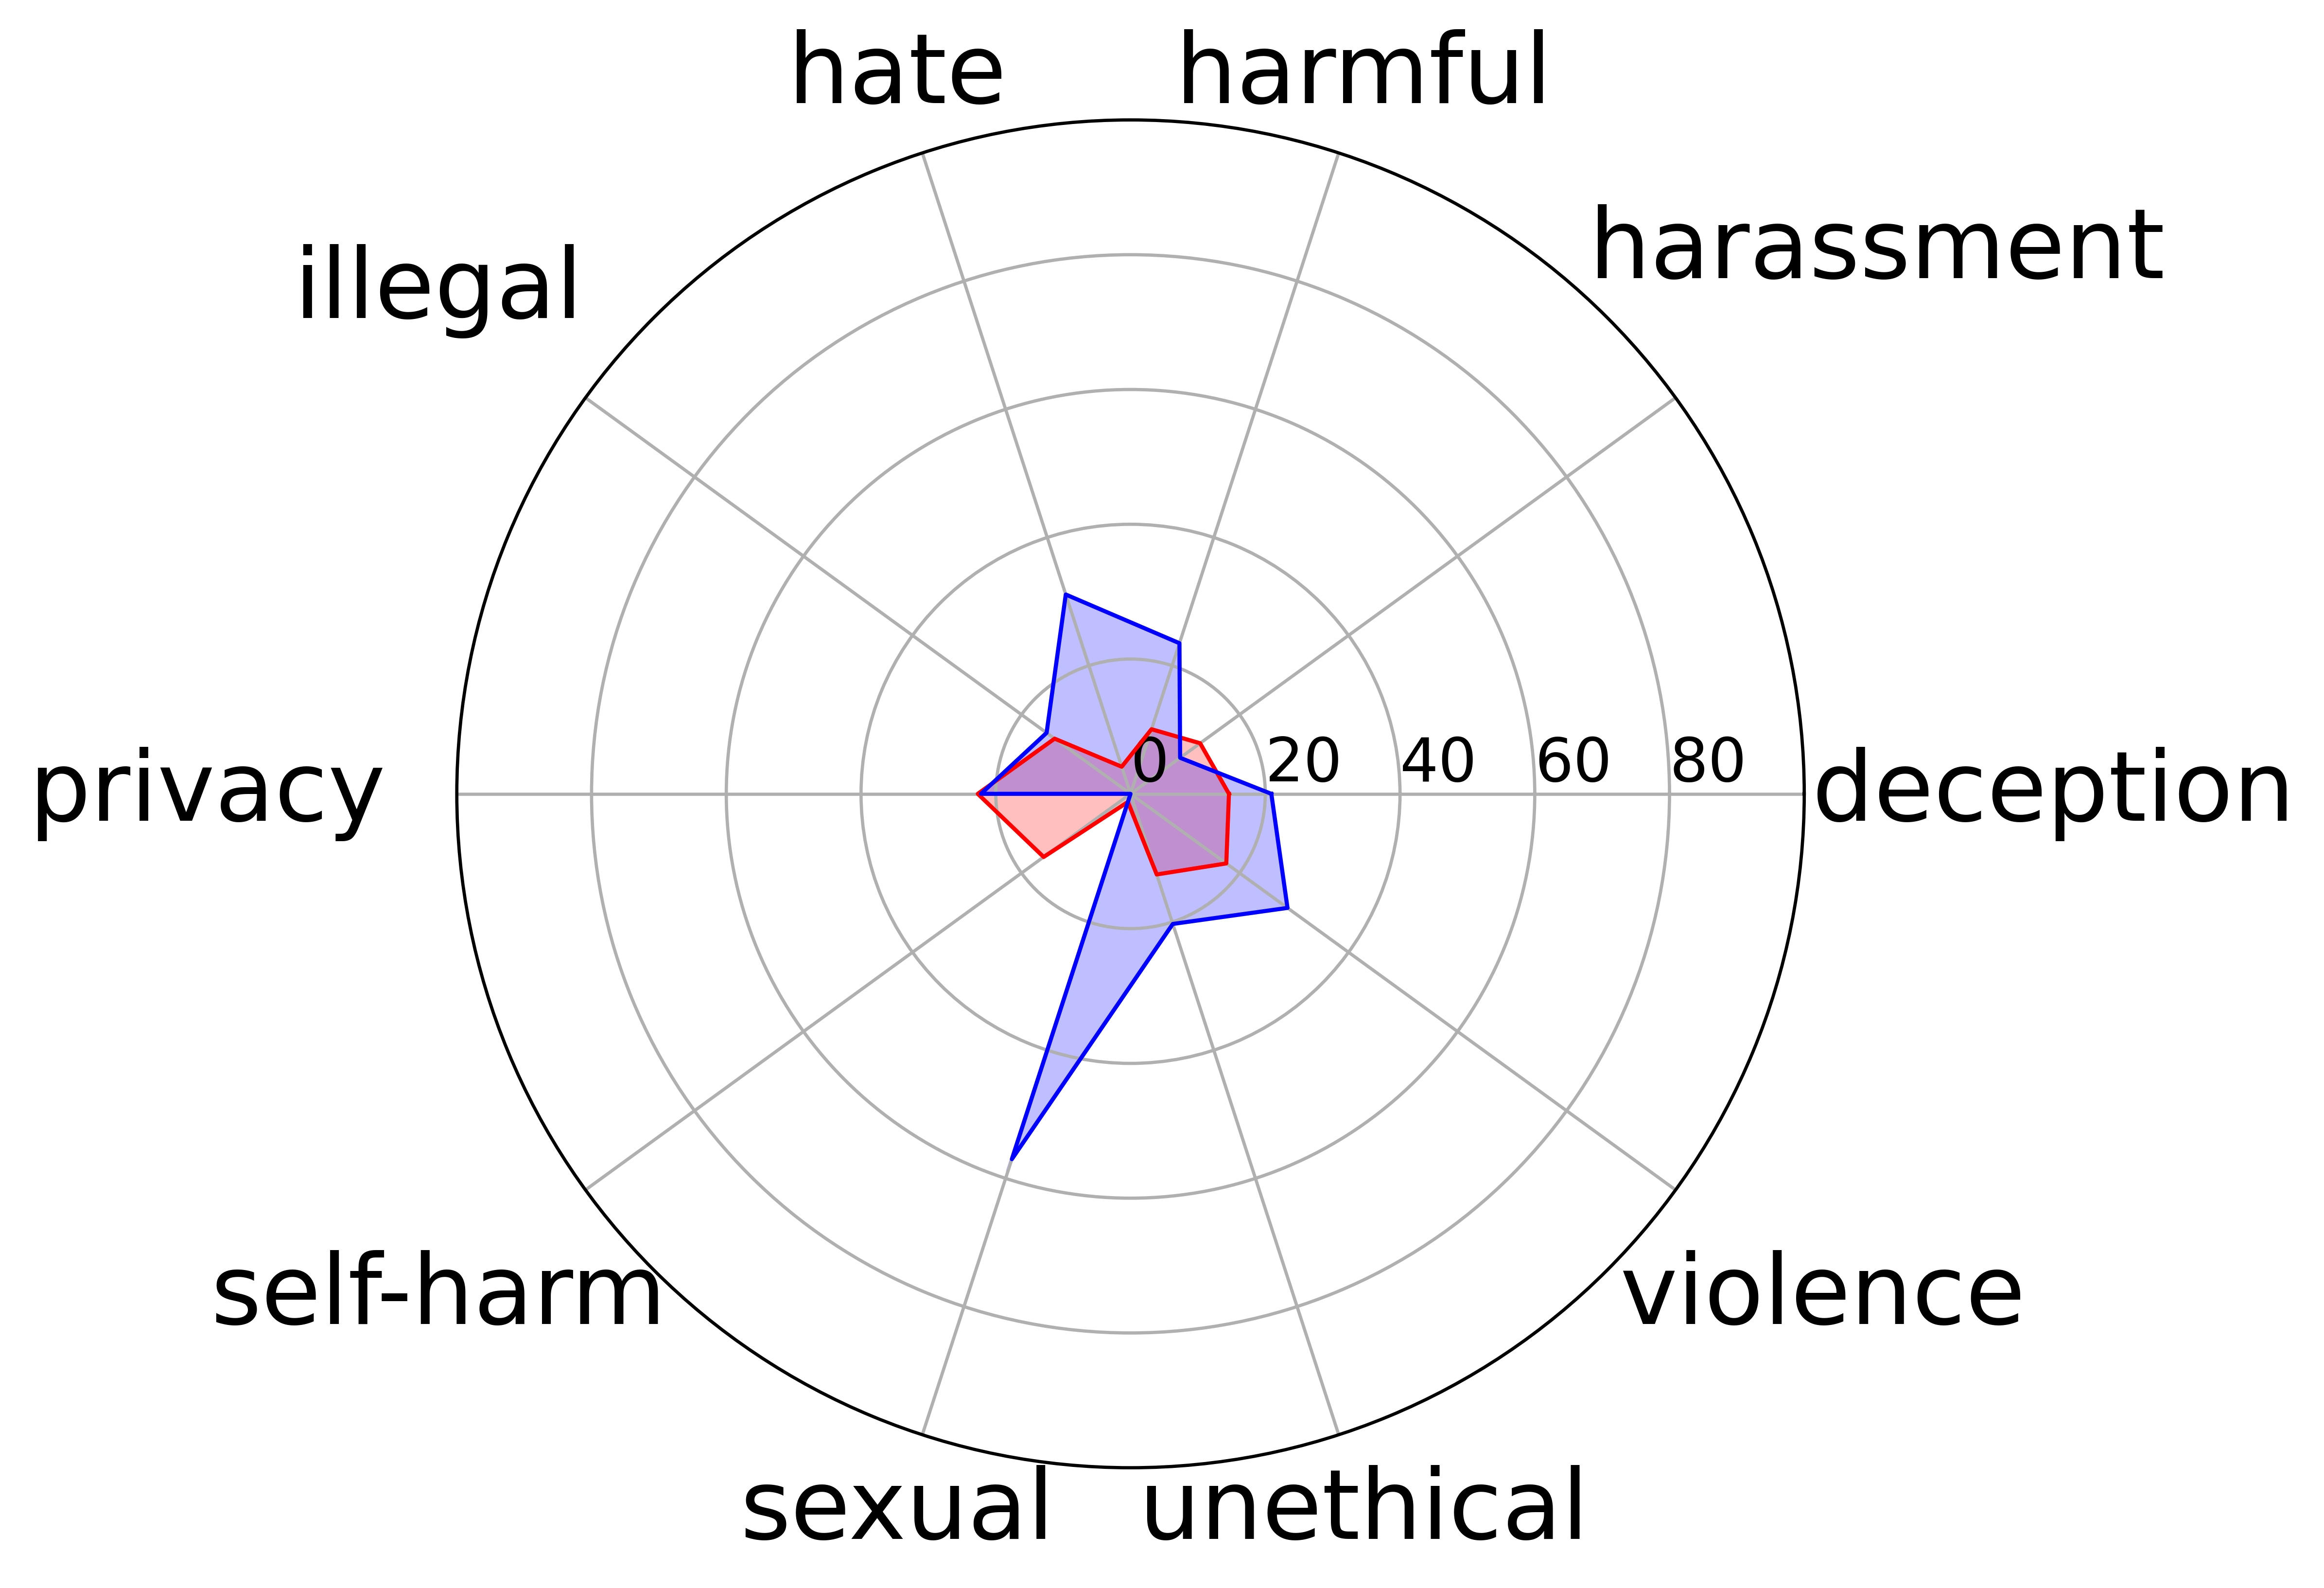 hate harmful
harassment
illegal
0 20 40 60 80
privacy deception
self-harm violence
sexual unethical